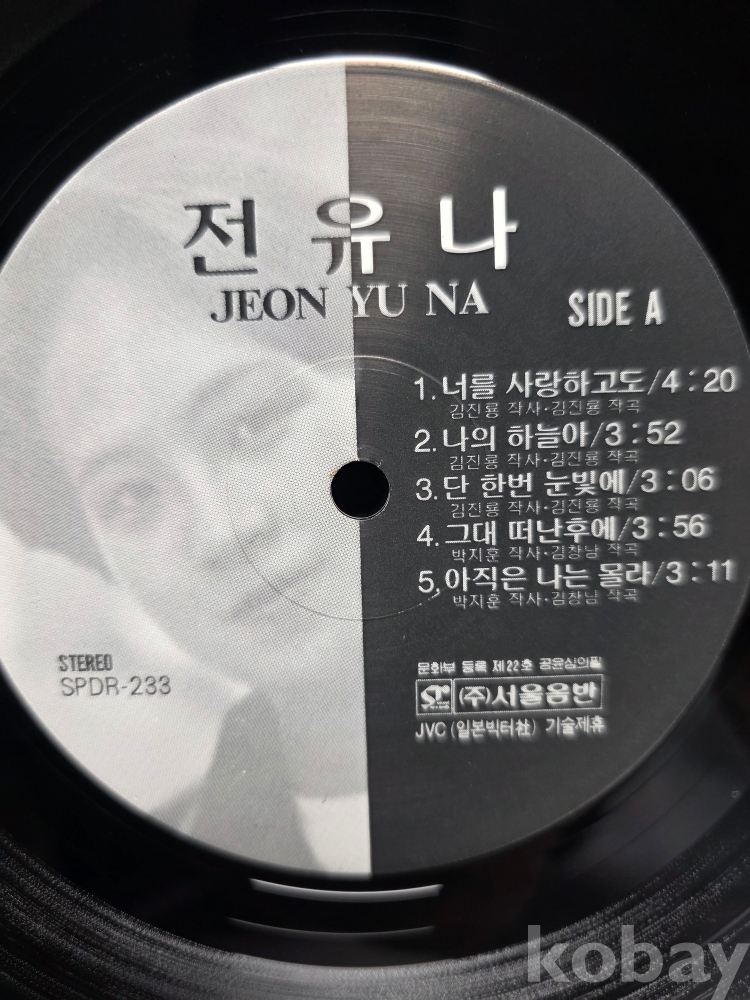 전 유 나
JEON YU NA
SIDE A
1. 너를 사랑하고도/4:20
김진룡 작사·김진룡 작곡
2. 나의 하늘아/3:52
김진룡 작사·김진룡 작곡
3. 단 한번 눈빛에/3:06
김진룡 작사·김진룡 작곡
4. 그대 떠난후에/3:56
박지훈 작사·김창남 작곡
5. 아직은 나는 몰라/3:11
박지훈 작사·김창남 작곡
STEREO
SPDR-233
문화부 등록 제22호 공윤심의필
(주)서울음반
JVC (일본빅터社) 기술제휴
kobay